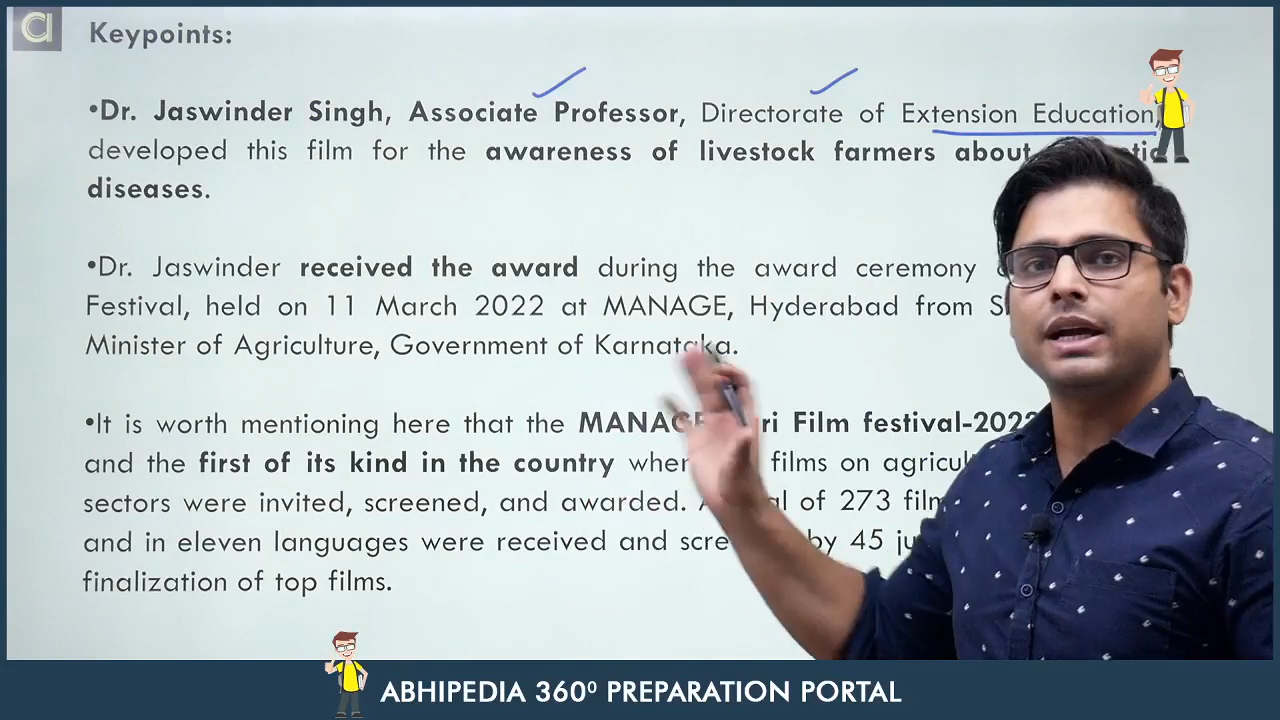 a
Keypoints:
•Dr. Jaswinder Singh, Associate Professor, Directorate of Extension Education,
developed this film for the awareness of livestock farmers about
diseases.
•Dr. Jaswinder received the award during the award ceremony
Festival, held on 11 March 2022 at MANAGE, Hyderabad from
Minister of Agriculture, Government of Karnataka.
•It is worth mentioning here that the MANAGE Film festival-2022
and the first of its kind in the country films on
sectors were invited, screened, and awarded. of 273
and in eleven languages were received and by 45
finalization of top films.
ABHIPEDIA 360⁰ PREPARATION PORTAL